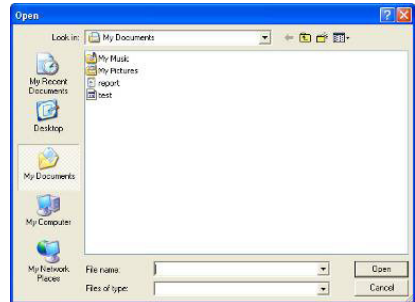 Open
Look in:
My Documents
My Recent
Documents
Desktop
My Documents
My Computer
My Network
Places
My Music
My Pictures
report
test
File name:
Open
Files of type:
Cancel